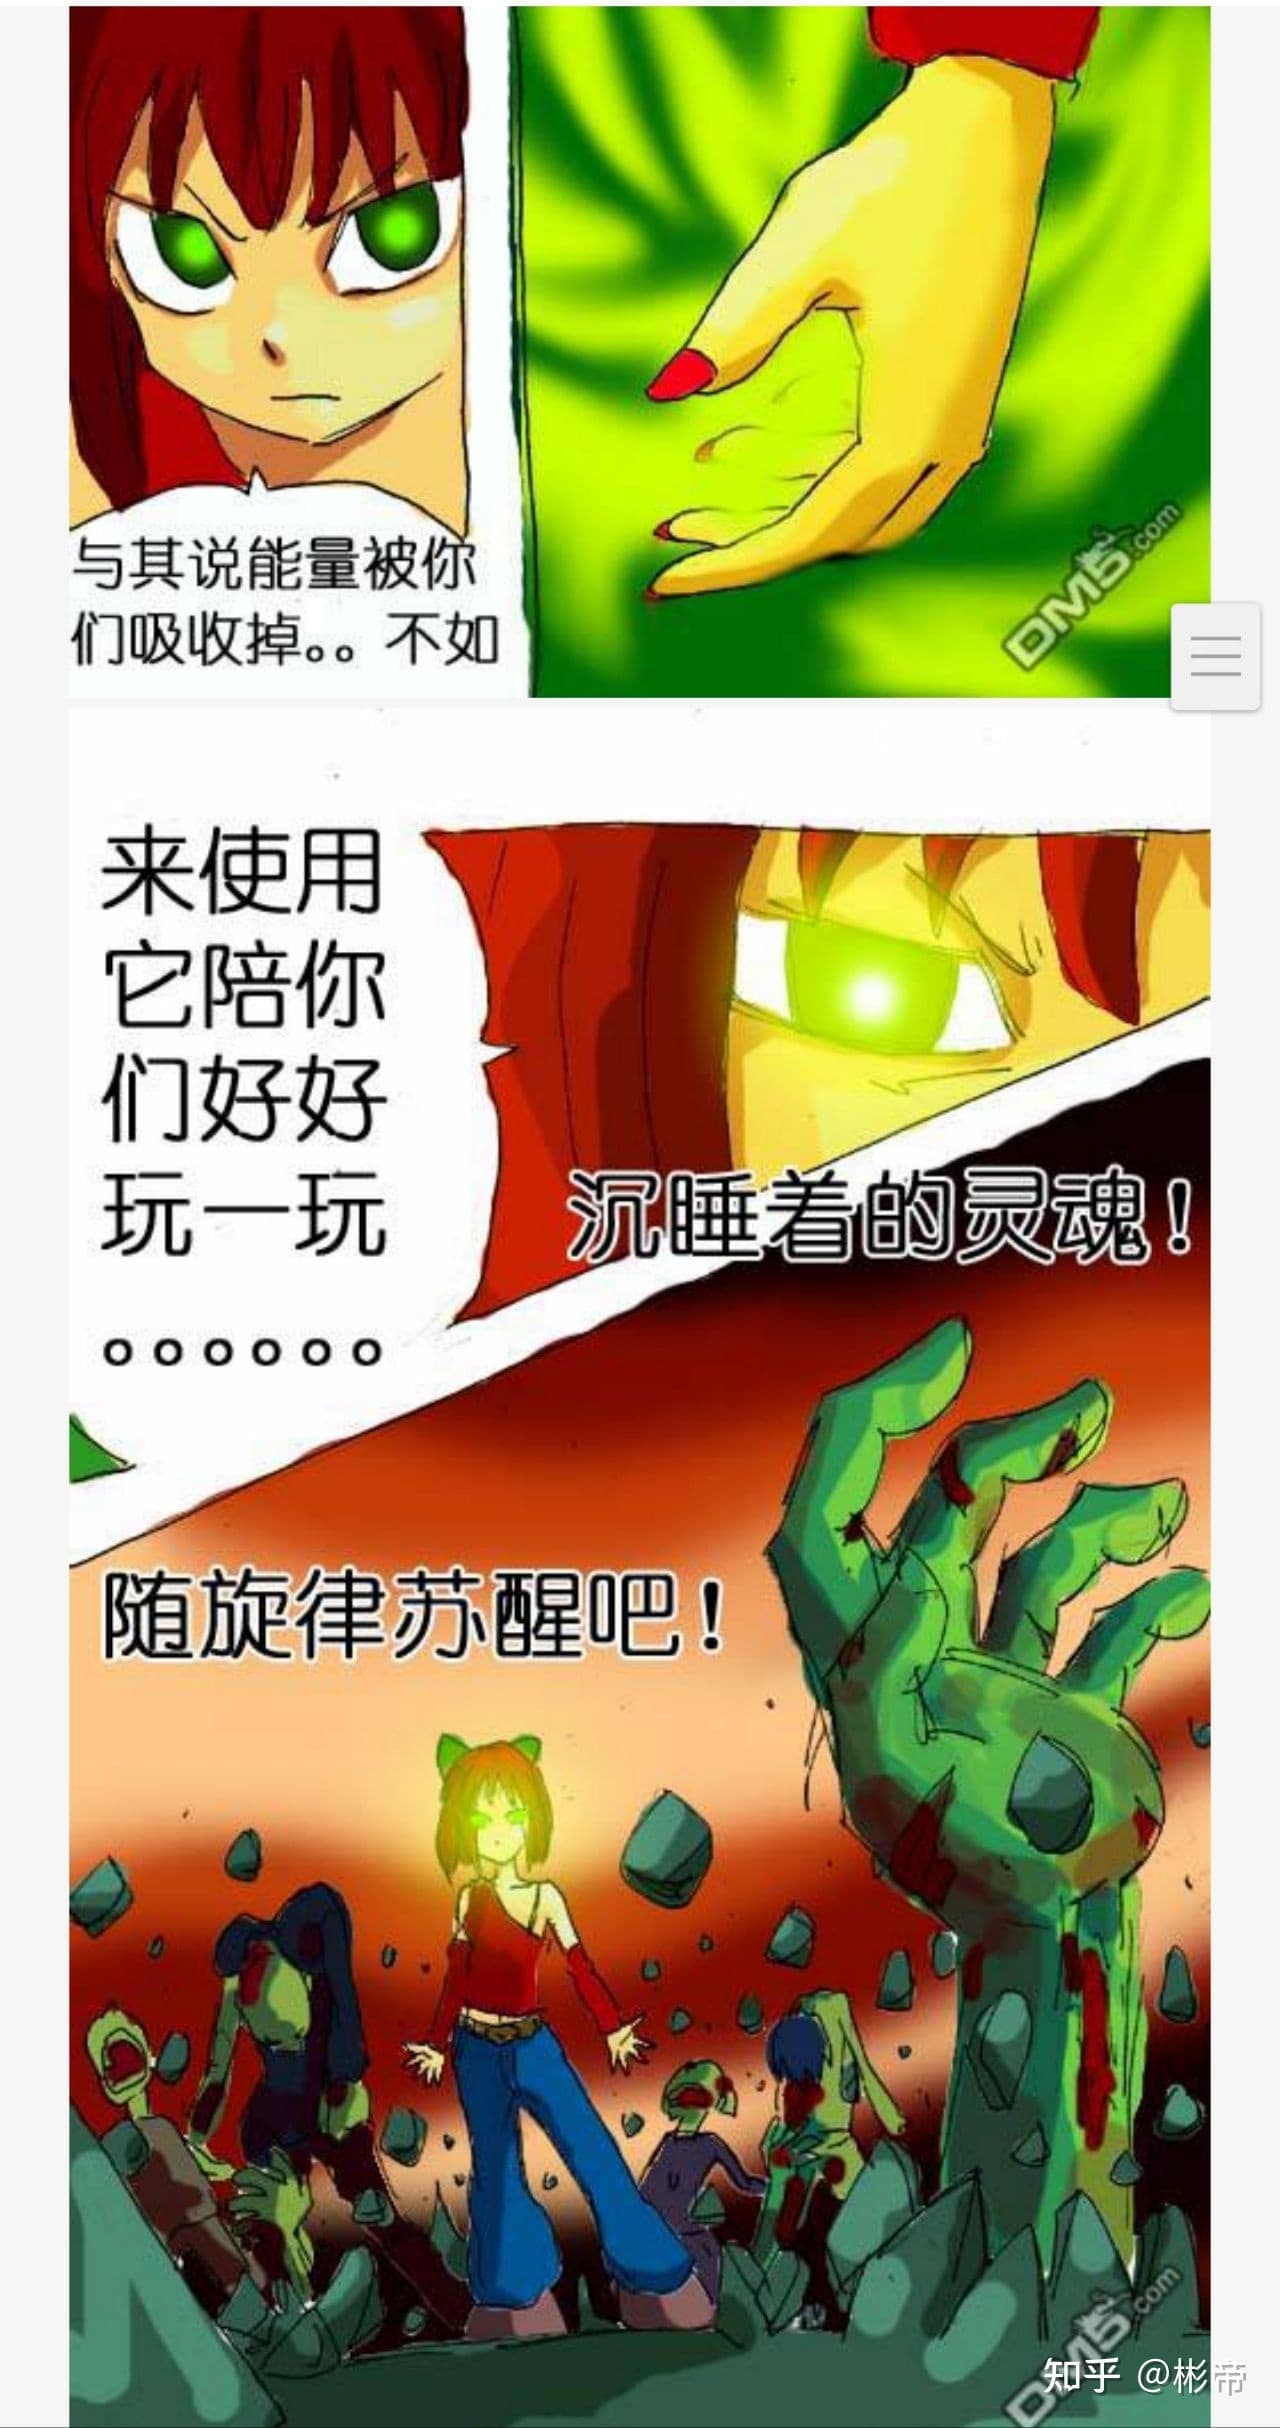 与其说能量被你
们吸收掉。。不如
DM5.com
来使用
它陪你
们好好
玩一玩
。。。。。。
沉睡着的灵魂！
随旋律苏醒吧！
DM5.com
知乎 @彬帝